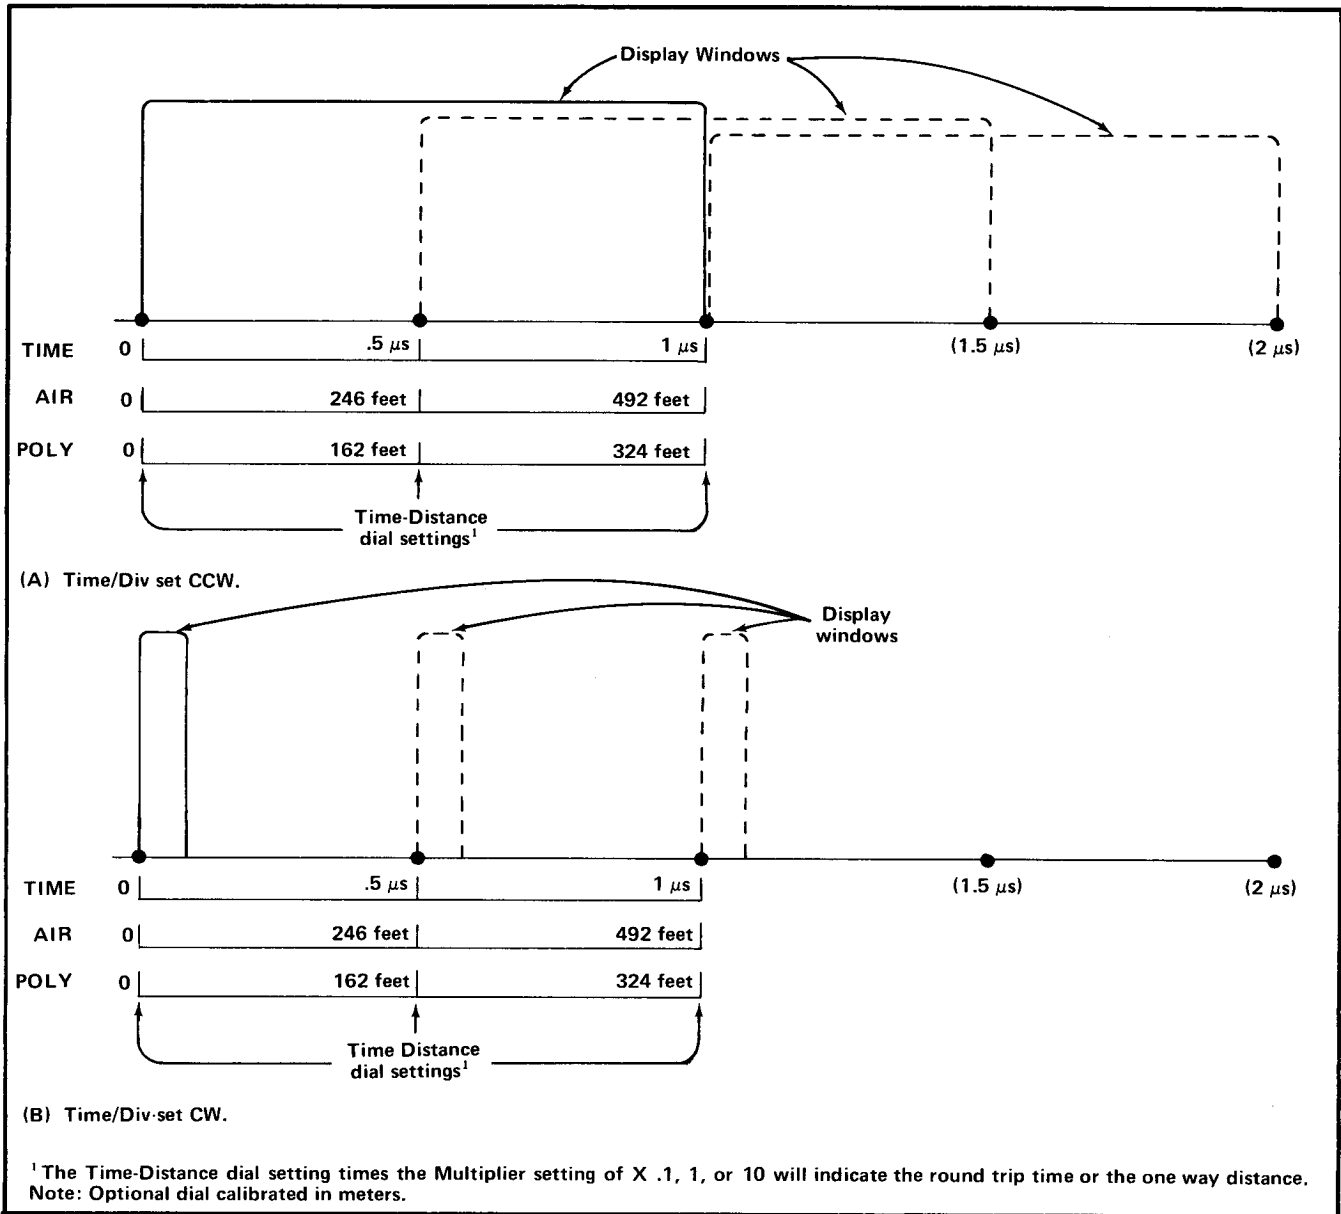 Display Windows
TIME 0 .5 μs 1 μs (1.5 μs) (2 μs)
AIR 0 246 feet 492 feet
POLY 0 162 feet 324 feet
Time-Distance
dial settings¹
(A) Time/Div set CCW.
Display
windows
TIME 0 .5 μs 1 μs (1.5 μs) (2 μs)
AIR 0 246 feet 492 feet
POLY 0 162 feet 324 feet
Time Distance
dial settings¹
(B) Time/Div·set CW.
¹ The Time-Distance dial setting times the Multiplier setting of X .1, 1, or 10 will indicate the round trip time or the one way distance.
Note: Optional dial calibrated in meters.